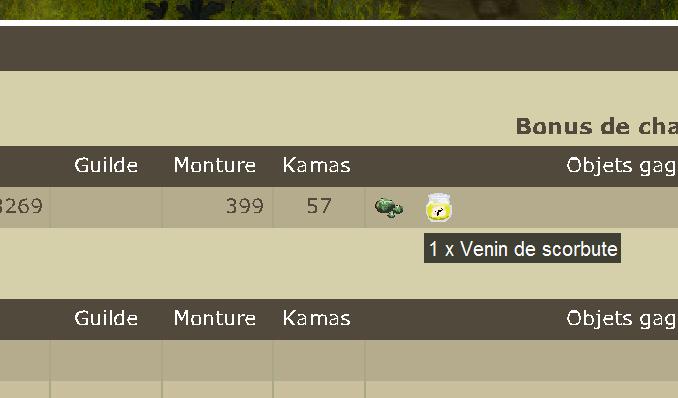 Bonus de cha
Guilde Monture Kamas Objets gag
3269 399 57
1 x Venin de scorbute
Guilde Monture Kamas Objets gag